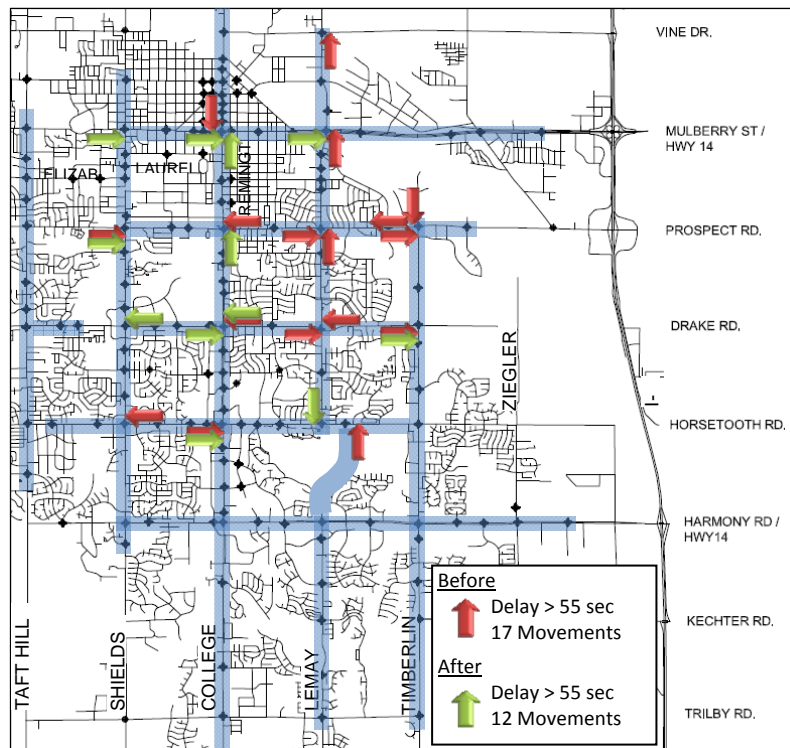 VINE DR.
MULBERRY ST /
HWY 14
LAUREL
ELIZAB
REMINGT
PROSPECT RD.
DRAKE RD.
ZIEGLER
I-
HORSETOOTH RD.
HARMONY RD /
HWY14
KECHTER RD.
TRILBY RD.
TAFT HILL
SHIELDS
COLLEGE
LEMAY
TIMBERLIN
Before
Delay > 55 sec
17 Movements
After
Delay > 55 sec
12 Movements